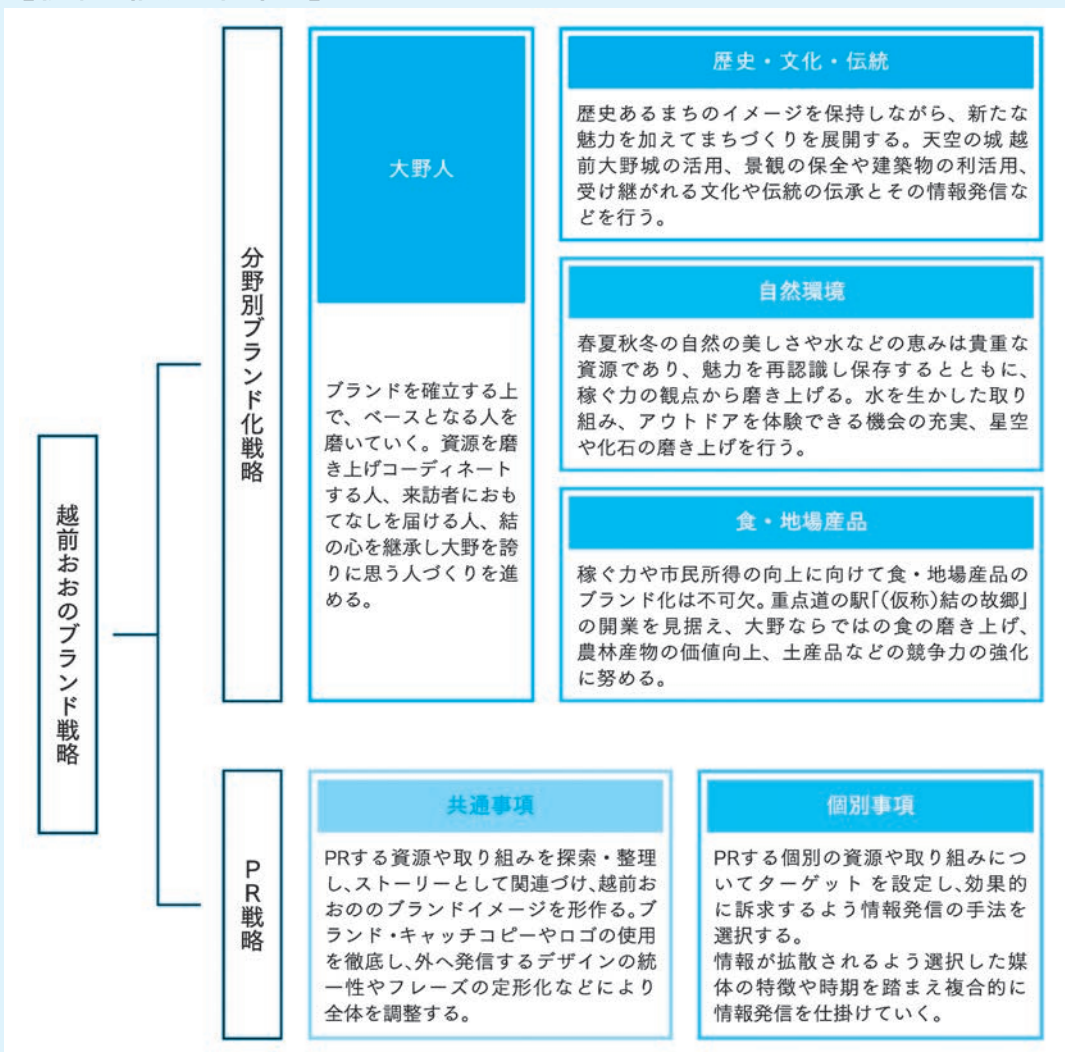 越前おおのブランド戦略
分野別ブランド化戦略
大野人
ブランドを確立する上
で、ベースとなる人を
磨いていく。資源を磨
き上げコーディネート
する人、来訪者におも
てなしを届ける人、結
の心を継承し大野を誇
りに思う人づくりを進
める。
歴史・文化・伝統
歴史あるまちのイメージを保持しながら、新たな
魅力を加えてまちづくりを展開する。天空の城 越
前大野城の活用、景観の保全や建築物の利活用、
受け継がれる文化や伝統の伝承とその情報発信な
どを行う。
自然環境
春夏秋冬の自然の美しさや水などの恵みは貴重な
資源であり、魅力を再認識し保存するとともに、
稼ぐ力の観点から磨き上げる。水を生かした取り
組み、アウトドアを体験できる機会の充実、星空
や化石の磨き上げを行う。
食・地場産品
稼ぐ力や市民所得の向上に向けて食・地場産品の
ブランド化は不可欠。重点道の駅「(仮称)結の故郷」
の開業を見据え、大野ならではの食の磨き上げ、
農林産物の価値向上、土産品などの競争力の強化
に努める。
PR戦略
共通事項
PRする資源や取り組みを探索・整理
し、ストーリーとして関連づけ、越前お
おののブランドイメージを形作る。ブ
ランド・キャッチコピーやロゴの使用
を徹底し、外へ発信するデザインの統
一性やフレーズの定形化などにより
全体を調整する。
個別事項
PRする個別の資源や取り組みにつ
いてターゲット を設定し、効果的
に訴求するよう情報発信の手法を
選択する。
情報が拡散されるよう選択した媒
体の特徴や時期を踏まえ複合的に
情報発信を仕掛けていく。